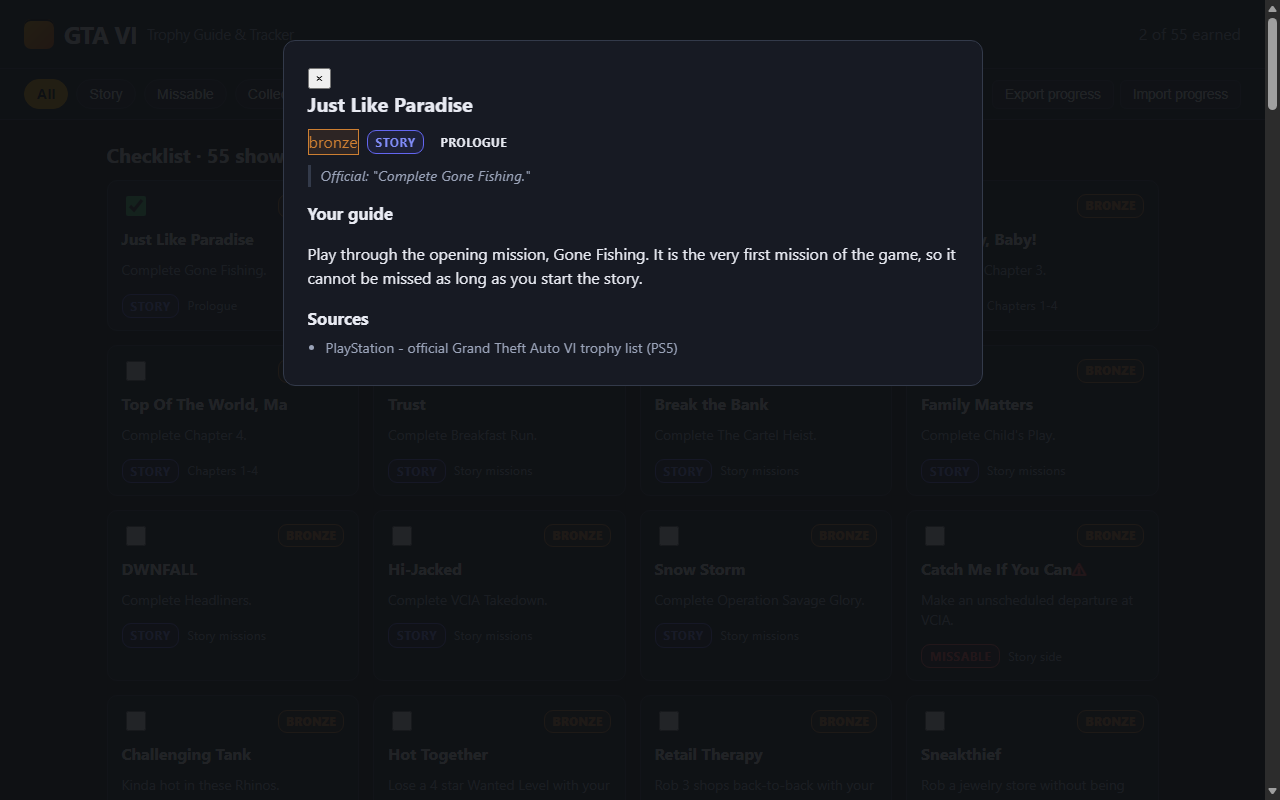 GTA VI Trophy Guide & Tracker
2 of 55 earned
All Story Missable Collec
Export progress Import progress
Checklist · 55 show
×
Just Like Paradise
bronze STORY PROLOGUE
Official: "Complete Gone Fishing."
Your guide
Play through the opening mission, Gone Fishing. It is the very first mission of the game, so it
cannot be missed as long as you start the story.
Sources
• PlayStation - official Grand Theft Auto VI trophy list (PS5)
Just Like Paradise
Complete Gone Fishing.
STORY Prologue
BRONZE
, Baby!
Chapter 3.
Chapters 1-4
Top Of The World, Ma
Complete Chapter 4.
STORY Chapters 1-4
Trust
Complete Breakfast Run.
STORY Story missions
Break the Bank
Complete The Cartel Heist.
STORY Story missions
BRONZE
Family Matters
Complete Child's Play.
STORY Story missions
BRONZE
DWNFALL
Complete Headliners.
STORY Story missions
BRONZE
Hi-Jacked
Complete VCIA Takedown.
STORY Story missions
BRONZE
Snow Storm
Complete Operation Savage Glory.
STORY Story missions
BRONZE
Catch Me If You Can
Make an unscheduled departure at
VCIA.
MISSABLE Story side
BRONZE
Challenging Tank
Kinda hot in these Rhinos.
BRONZE
Hot Together
Lose a 4 star Wanted Level with your
BRONZE
Retail Therapy
Rob 3 shops back-to-back with your
BRONZE
Sneakthief
Rob a jewelry store without being